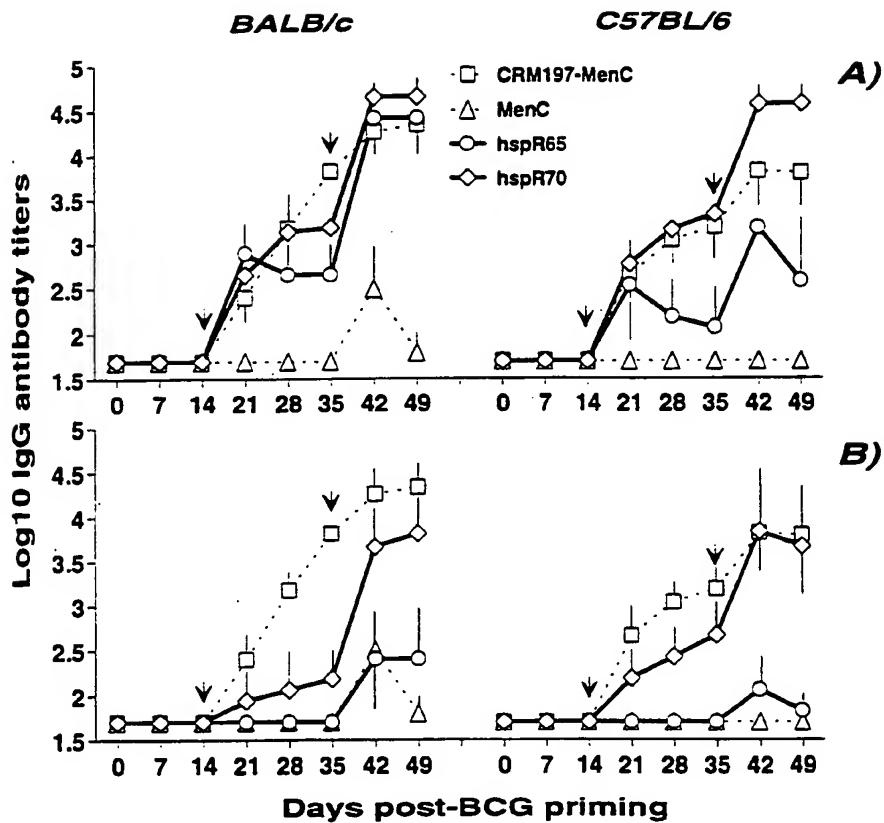 BALB/c
C57BL/6
A)
CRM197-MenC
MenC
hspR65
hspR70
5
4.5
4
3.5
3
2.5
2
1.5
0 7 14 21 28 35 42 49
0 7 14 21 28 35 42 49
B)
5
4.5
4
3.5
3
2.5
2
1.5
0 7 14 21 28 35 42 49
0 7 14 21 28 35 42 49
Log10 IgG antibody titers
Days post-BCG priming